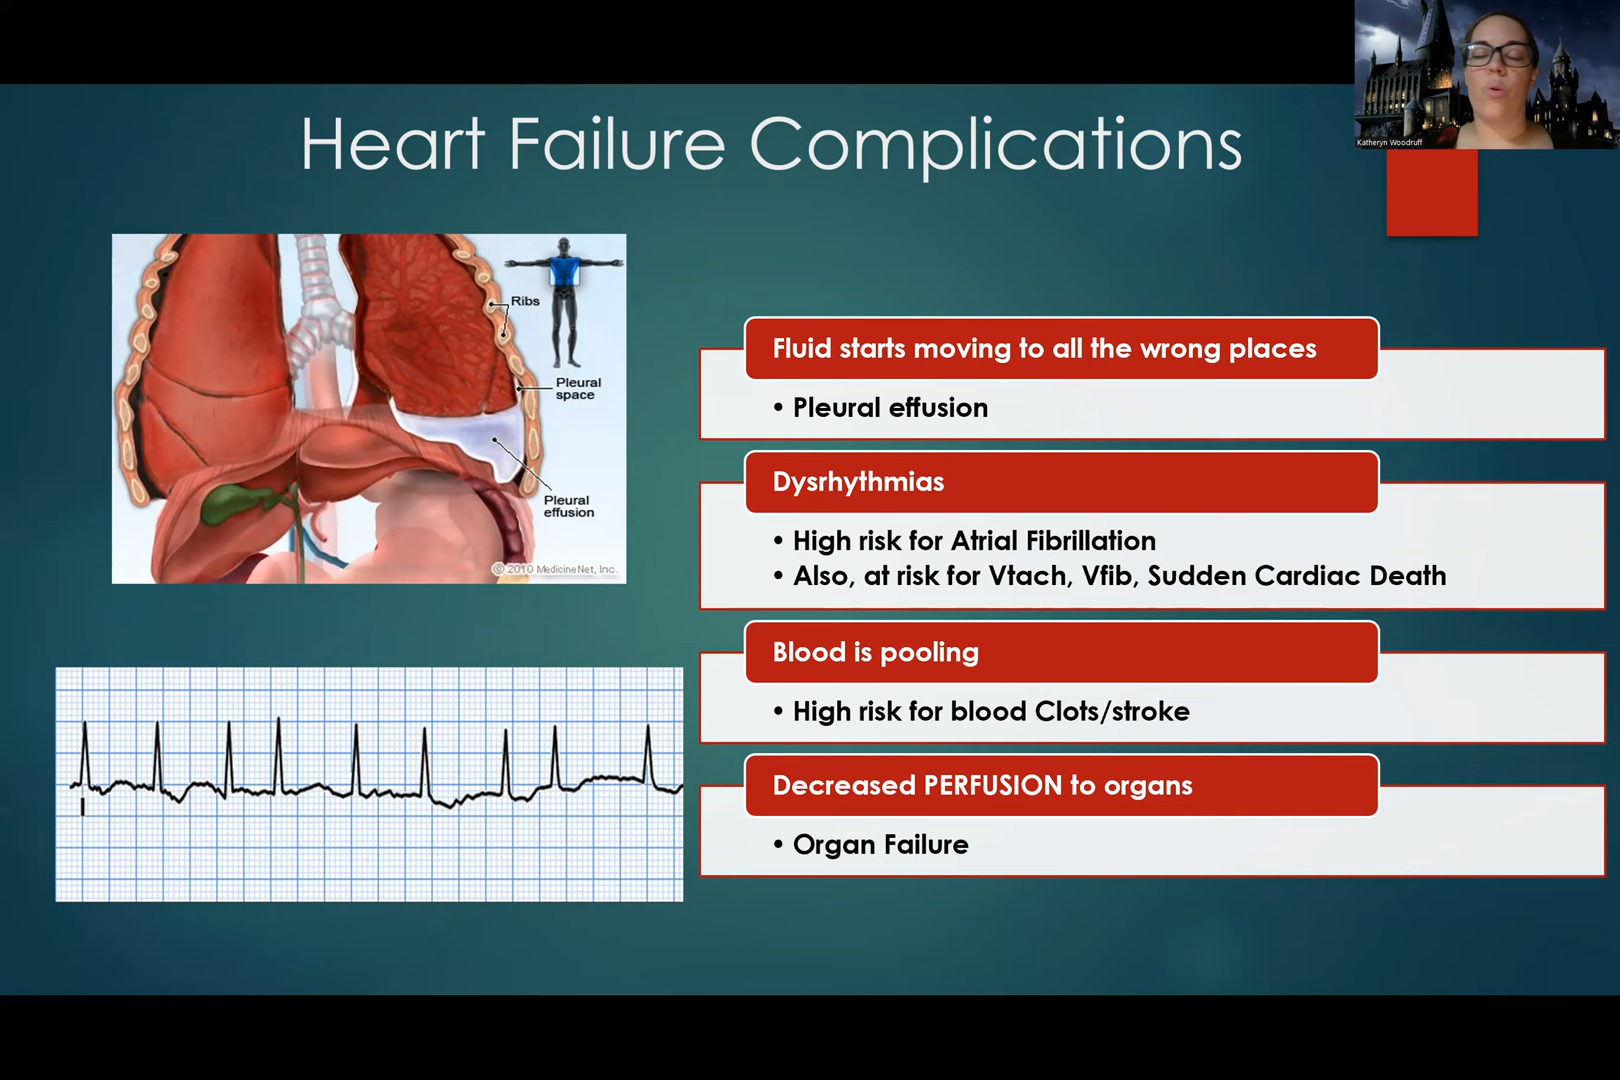 Katheryn Woodruff
Heart Failure Complications
Ribs
Pleural
space
Pleural
effusion
© 2010 MedicineNet, Inc.
Fluid starts moving to all the wrong places
• Pleural effusion
Dysrhythmias
• High risk for Atrial Fibrillation
• Also, at risk for Vtach, Vfib, Sudden Cardiac Death
Blood is pooling
• High risk for blood Clots/stroke
Decreased PERFUSION to organs
• Organ Failure